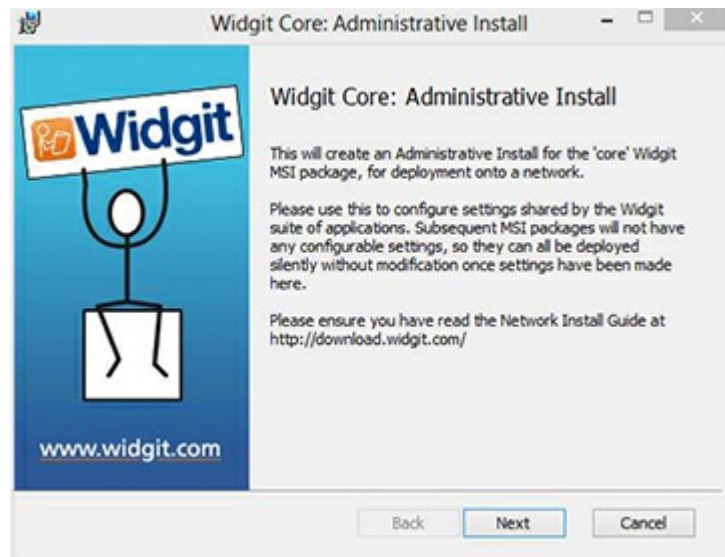 Widgit Core: Administrative Install
Widgit
Widgit Core: Administrative Install
This will create an Administrative Install for the 'core' Widgit
MSI package, for deployment onto a network.
Please use this to configure settings shared by the Widgit
suite of applications. Subsequent MSI packages will not have
any configurable settings, so they can all be deployed
silently without modification once settings have been made
here.
Please ensure you have read the Network Install Guide at
http://download.widgit.com/
www.widgit.com
Back
Next
Cancel